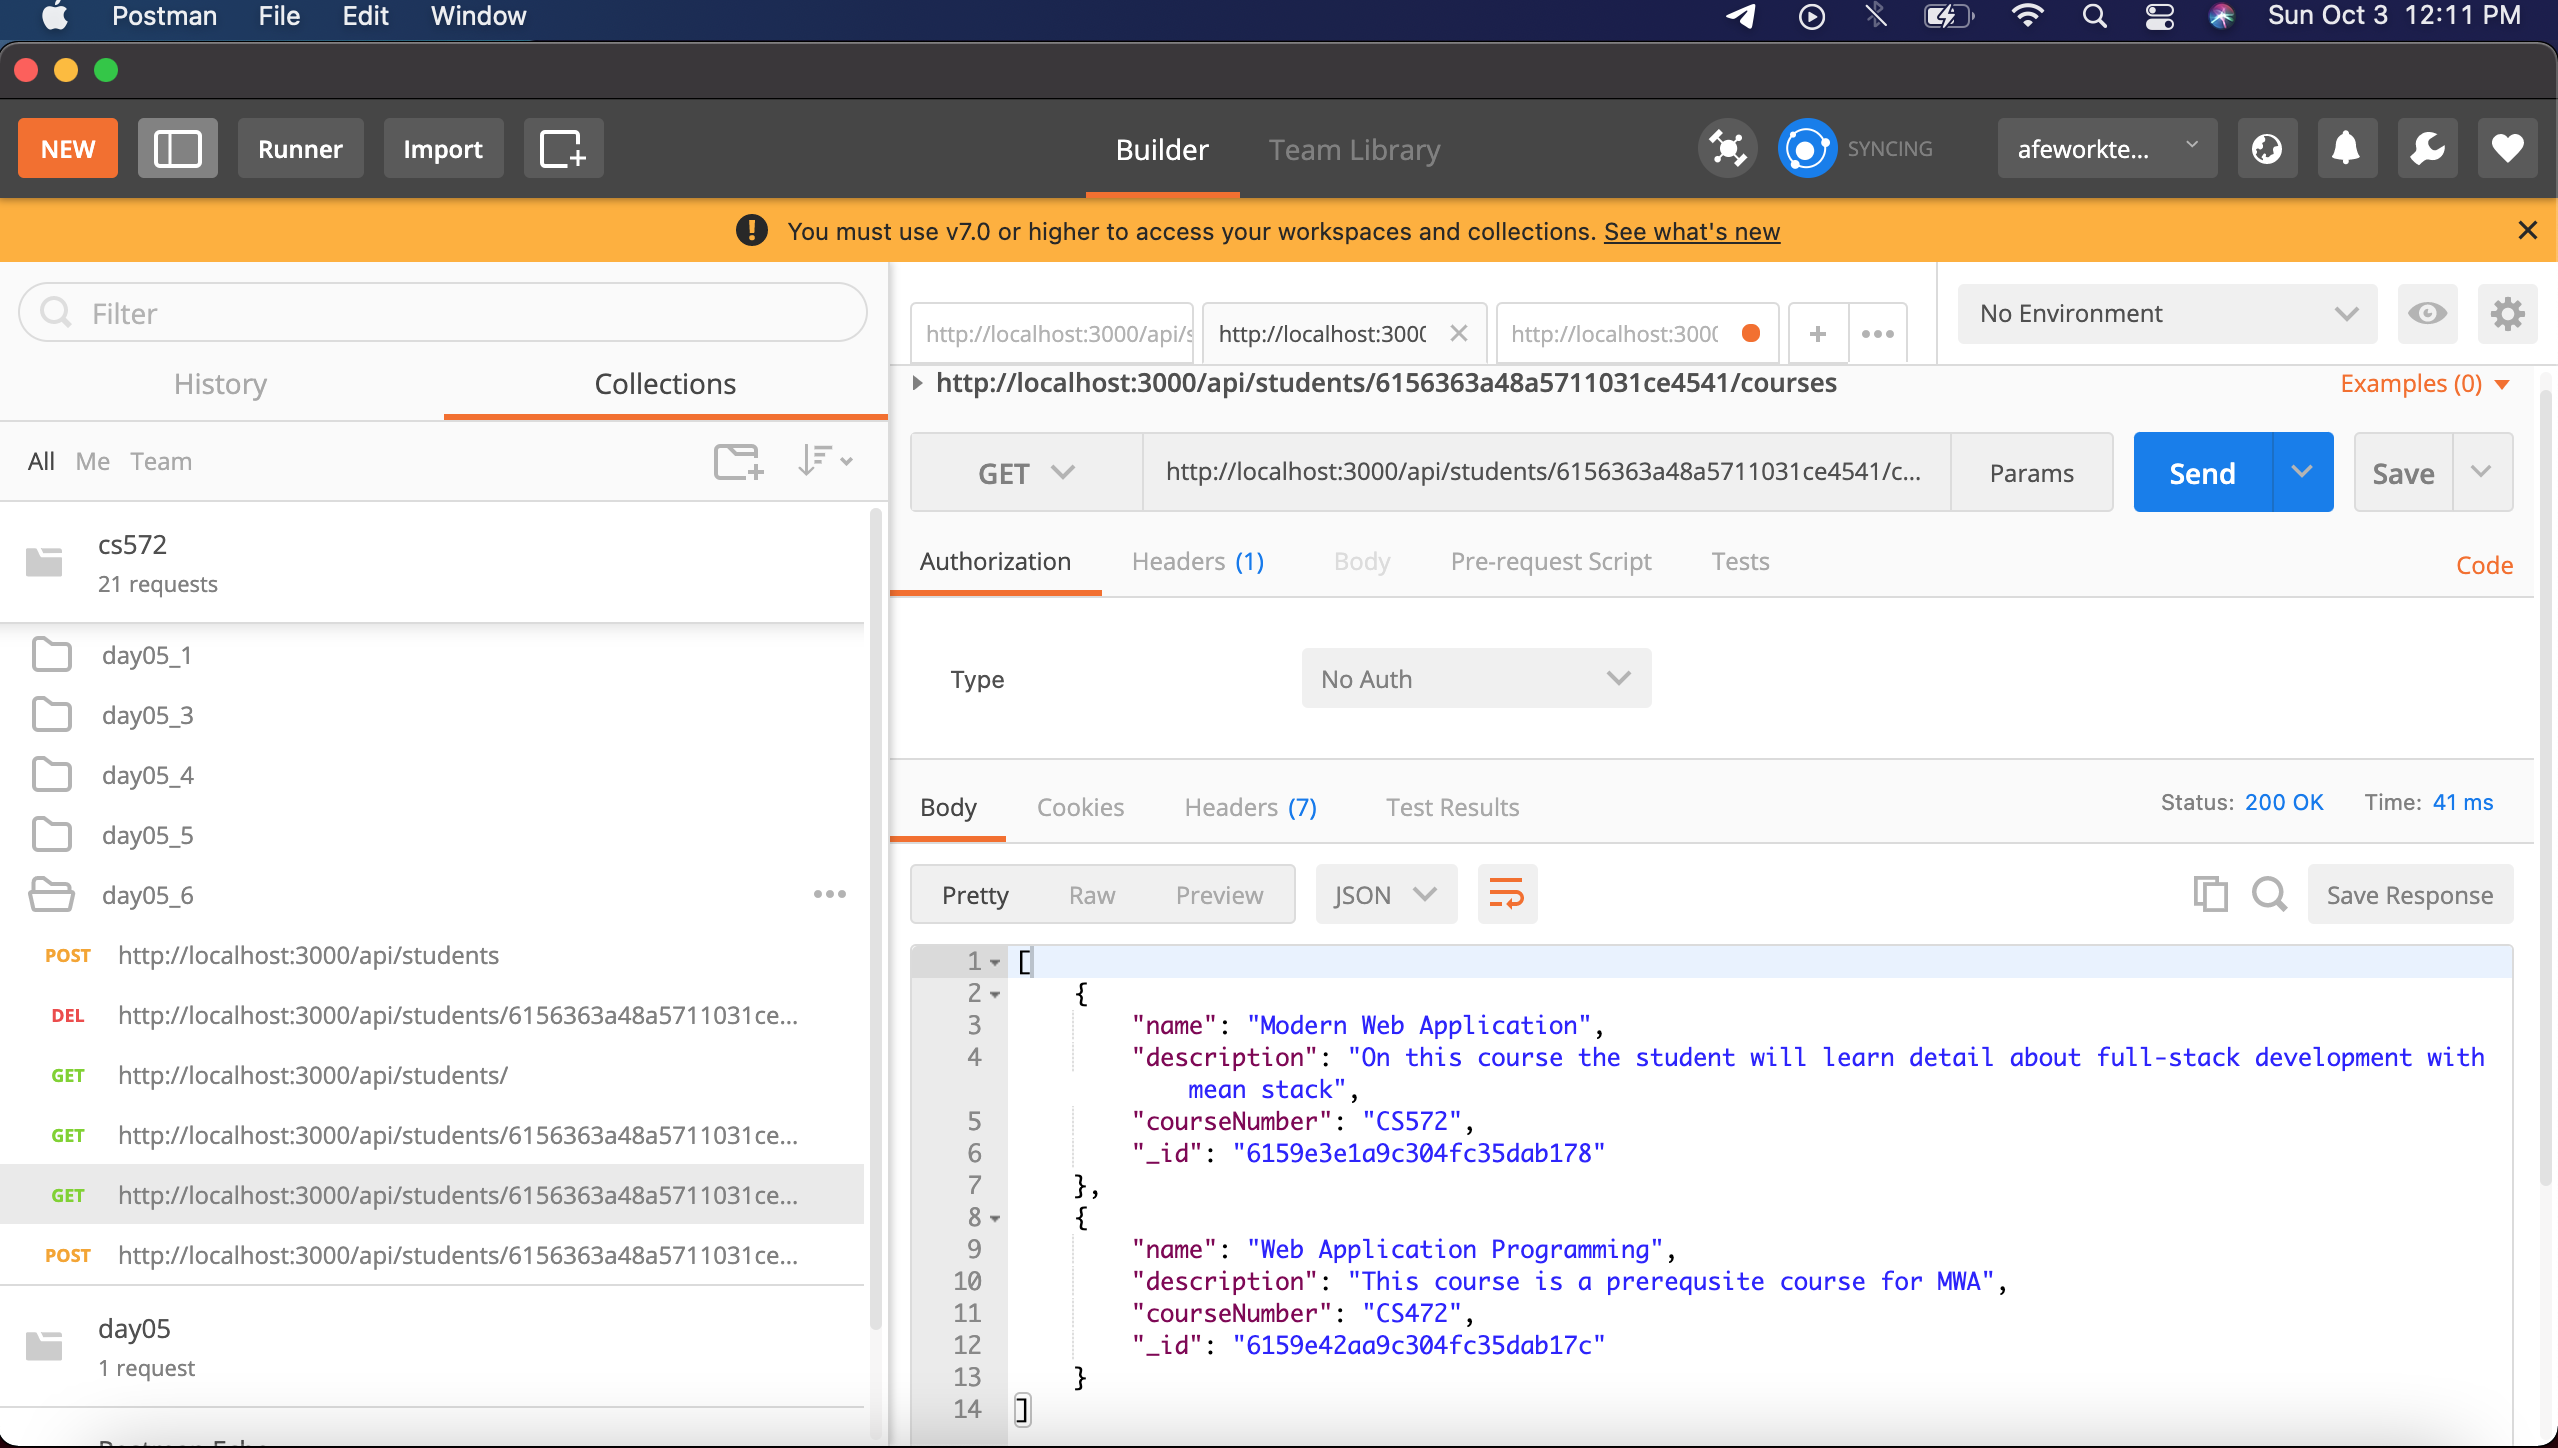 Postman File Edit Window Sun Oct 3 12:11 PM
NEW Runner Import Builder Team Library SYNCING afeworkte...
You must use v7.0 or higher to access your workspaces and collections. See what's new
Filter
History Collections
All Me Team
cs572
21 requests
day05_1
day05_3
day05_4
day05_5
day05_6
POST http://localhost:3000/api/students
DEL http://localhost:3000/api/students/6156363a48a5711031ce...
GET http://localhost:3000/api/students/
GET http://localhost:3000/api/students/6156363a48a5711031ce...
GET http://localhost:3000/api/students/6156363a48a5711031ce...
POST http://localhost:3000/api/students/6156363a48a5711031ce...
day05
1 request
http://localhost:3000/api/s http://localhost:300 http://localhost:300 + No Environment
http://localhost:3000/api/students/6156363a48a5711031ce4541/courses Examples (0)
GET http://localhost:3000/api/students/6156363a48a5711031ce4541/c... Params Send Save
Authorization Headers (1) Body Pre-request Script Tests Code
Type No Auth
Body Cookies Headers (7) Test Results Status: 200 OK Time: 41 ms
Pretty Raw Preview JSON Save Response
1 [
2 {
3 "name": "Modern Web Application",
4 "description": "On this course the student will learn detail about full-stack development with
mean stack",
5 "courseNumber": "CS572",
6 "_id": "6159e3e1a9c304fc35dab178"
7 },
8 {
9 "name": "Web Application Programming",
10 "description": "This course is a prerequsite course for MWA",
11 "courseNumber": "CS472",
12 "_id": "6159e42aa9c304fc35dab17c"
13 }
14 ]